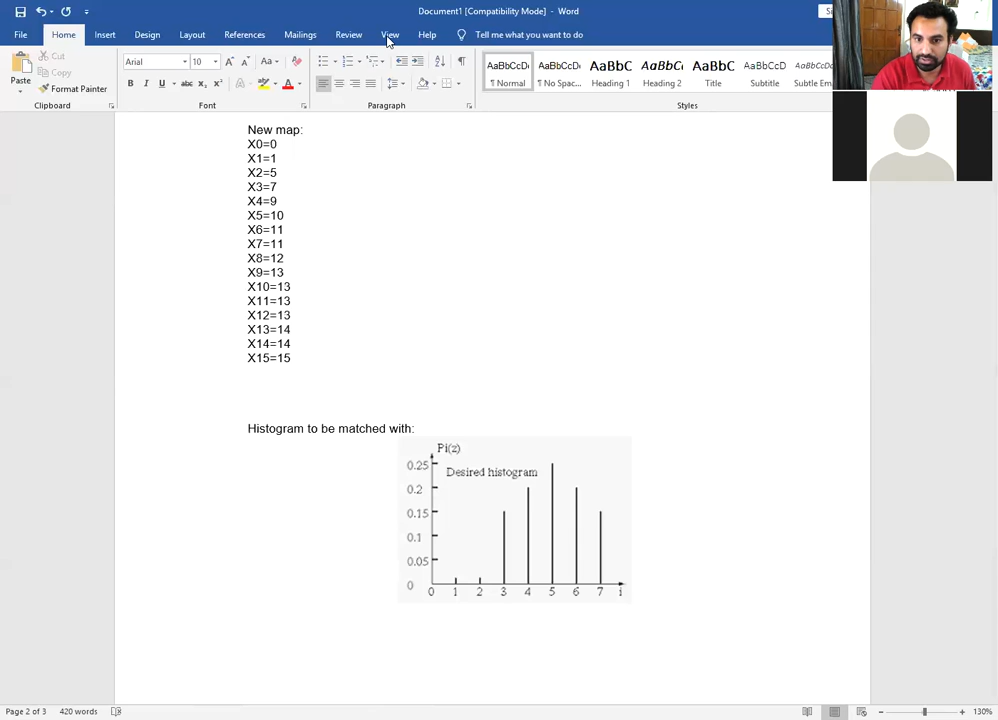 Document1 [Compatibility Mode] - Word
File Home Insert Design Layout References Mailings Review View Help Tell me what you want to do
Paste
Cut
Copy
Format Painter
Clipboard
Arial 10
Font
Paragraph
AaBbCcDc AaBbCcDc AaBbC AaBbCc AaBbC AaBbCcD AaBbCcDc
¶ Normal ¶ No Spac... Heading 1 Heading 2 Title Subtitle Subtle Em
Styles
New map:
X0=0
X1=1
X2=5
X3=7
X4=9
X5=10
X6=11
X7=11
X8=12
X9=13
X10=13
X11=13
X12=13
X13=14
X14=14
X15=15
Histogram to be matched with:
Pi(z)
Desired histogram
0.25
0.2
0.15
0.1
0.05
0
0 1 2 3 4 5 6 7 i
Page 2 of 3 420 words 130%